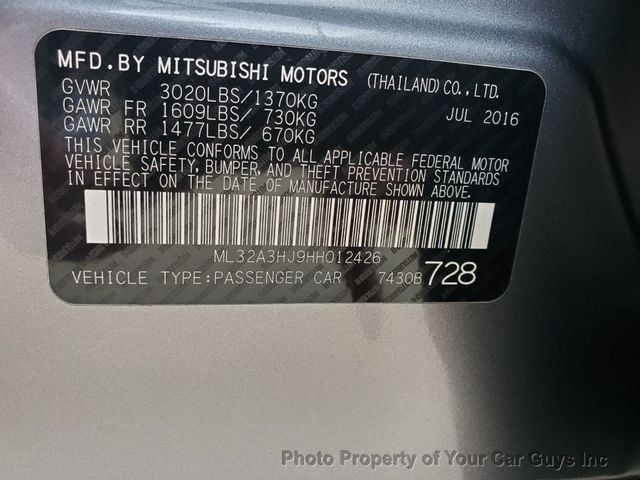 MFD.BY MITSUBISHI MOTORS (THAILAND)CO.,LTD.
GVWR 3020LBS/1370KG JUL 2016
GAWR FR 1609LBS/ 730KG
GAWR RR 1477LBS/ 670KG
THIS VEHICLE CONFORMS TO ALL APPLICABLE FEDERAL MOTOR
VEHICLE SAFETY, BUMPER, AND THEFT PREVENTION STANDARDS
IN EFFECT ON THE DATE OF MANUFACTURE SHOWN ABOVE.
ML32A3HJ9HH012426
VEHICLE TYPE:PASSENGER CAR 7430B 728
Photo Property of Your Car Guys Inc